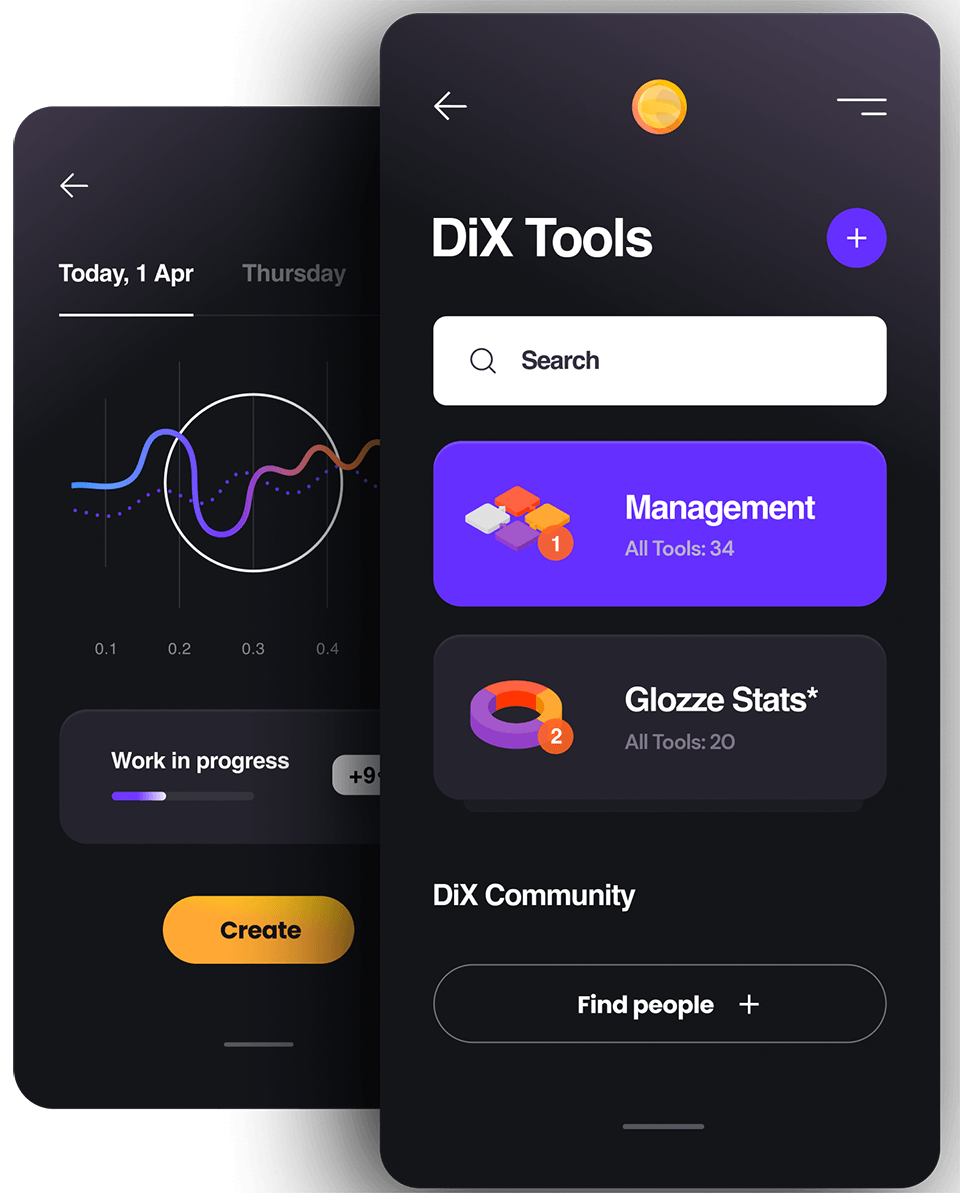 Today, 1 Apr
Thursday
0.1
0.2
0.3
0.4
Work in progress
+9
Create
DiX Tools
Search
Management
All Tools: 34
1
Glozze Stats*
All Tools: 20
2
DiX Community
Find people